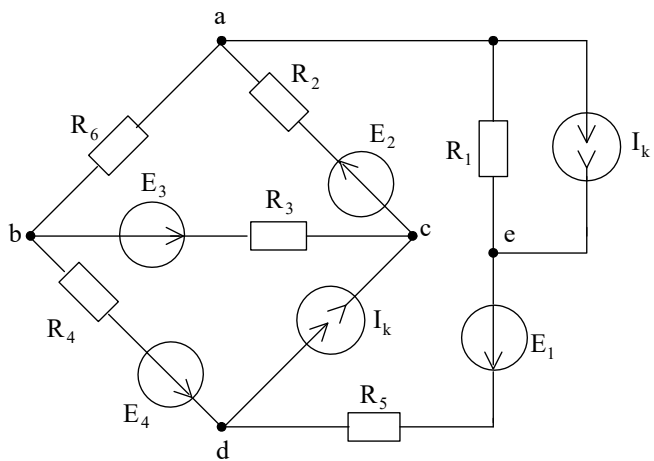 a
R₂
R₆
E₂
R₁
Iₖ
E₃
R₃
b
c
e
R₄
Iₖ
E₁
E₄
R₅
d